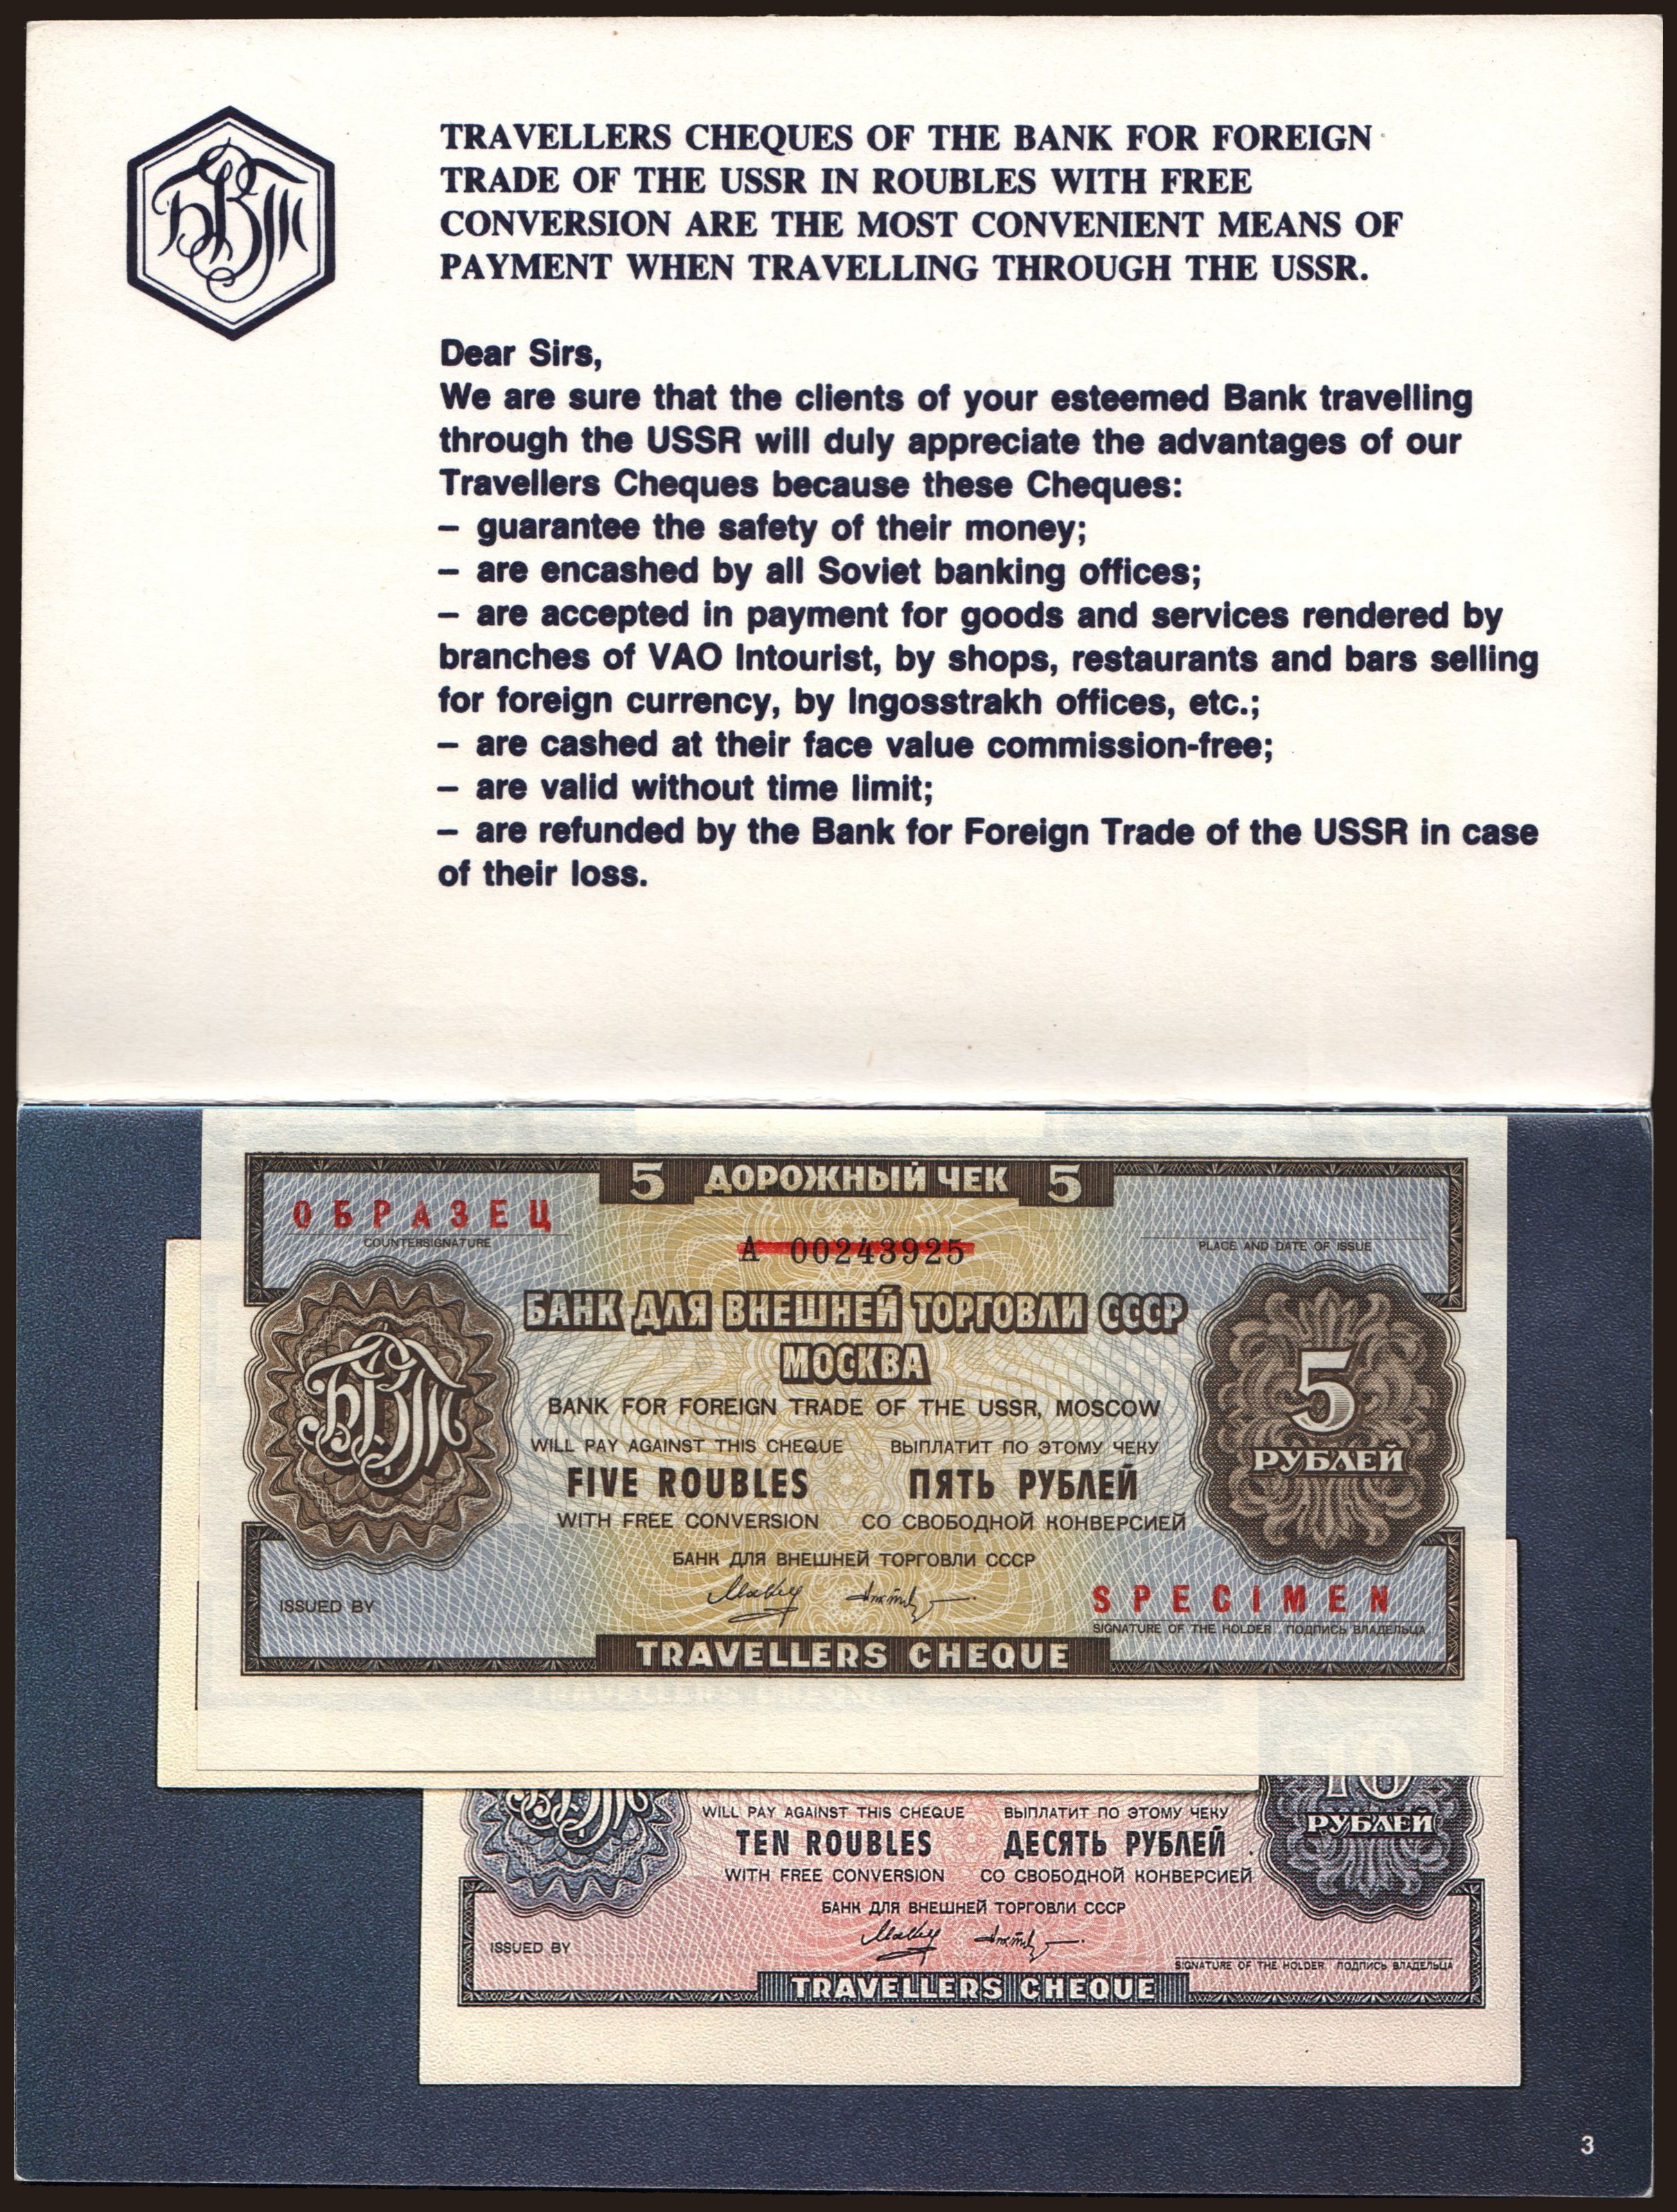 БВТ
TRAVELLERS CHEQUES OF THE BANK FOR FOREIGN
TRADE OF THE USSR IN ROUBLES WITH FREE
CONVERSION ARE THE MOST CONVENIENT MEANS OF
PAYMENT WHEN TRAVELLING THROUGH THE USSR.
Dear Sirs,
We are sure that the clients of your esteemed Bank travelling
through the USSR will duly appreciate the advantages of our
Travellers Cheques because these Cheques:
– guarantee the safety of their money;
– are encashed by all Soviet banking offices;
– are accepted in payment for goods and services rendered by
branches of VAO Intourist, by shops, restaurants and bars selling
for foreign currency, by Ingosstrakh offices, etc.;
– are cashed at their face value commission-free;
– are valid without time limit;
– are refunded by the Bank for Foreign Trade of the USSR in case
of their loss.
5 ДОРОЖНЫЙ ЧЕК 5
ОБРАЗЕЦ
COUNTERSIGNATURE
PLACE AND DATE OF ISSUE
A 00243925
БАНК ДЛЯ ВНЕШНЕЙ ТОРГОВЛИ СССР
МОСКВА
BANK FOR FOREIGN TRADE OF THE USSR, MOSCOW
WILL PAY AGAINST THIS CHEQUE ВЫПЛАТИТ ПО ЭТОМУ ЧЕКУ
FIVE ROUBLES ПЯТЬ РУБЛЕЙ
WITH FREE CONVERSION СО СВОБОДНОЙ КОНВЕРСИЕЙ
БАНК ДЛЯ ВНЕШНЕЙ ТОРГОВЛИ СССР
БВТ
5
РУБЛЕЙ
ISSUED BY
SPECIMEN
SIGNATURE OF THE HOLDER ПОДПИСЬ ВЛАДЕЛЬЦА
TRAVELLERS CHEQUE
БВТ
10
РУБЛЕЙ
WILL PAY AGAINST THIS CHEQUE ВЫПЛАТИТ ПО ЭТОМУ ЧЕКУ
TEN ROUBLES ДЕСЯТЬ РУБЛЕЙ
WITH FREE CONVERSION СО СВОБОДНОЙ КОНВЕРСИЕЙ
БАНК ДЛЯ ВНЕШНЕЙ ТОРГОВЛИ СССР
ISSUED BY
SIGNATURE OF THE HOLDER ПОДПИСЬ ВЛАДЕЛЬЦА
TRAVELLERS CHEQUE
3